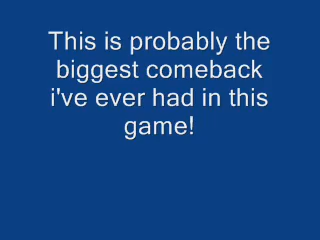 This is probably the
biggest comeback
i've ever had in this
game!